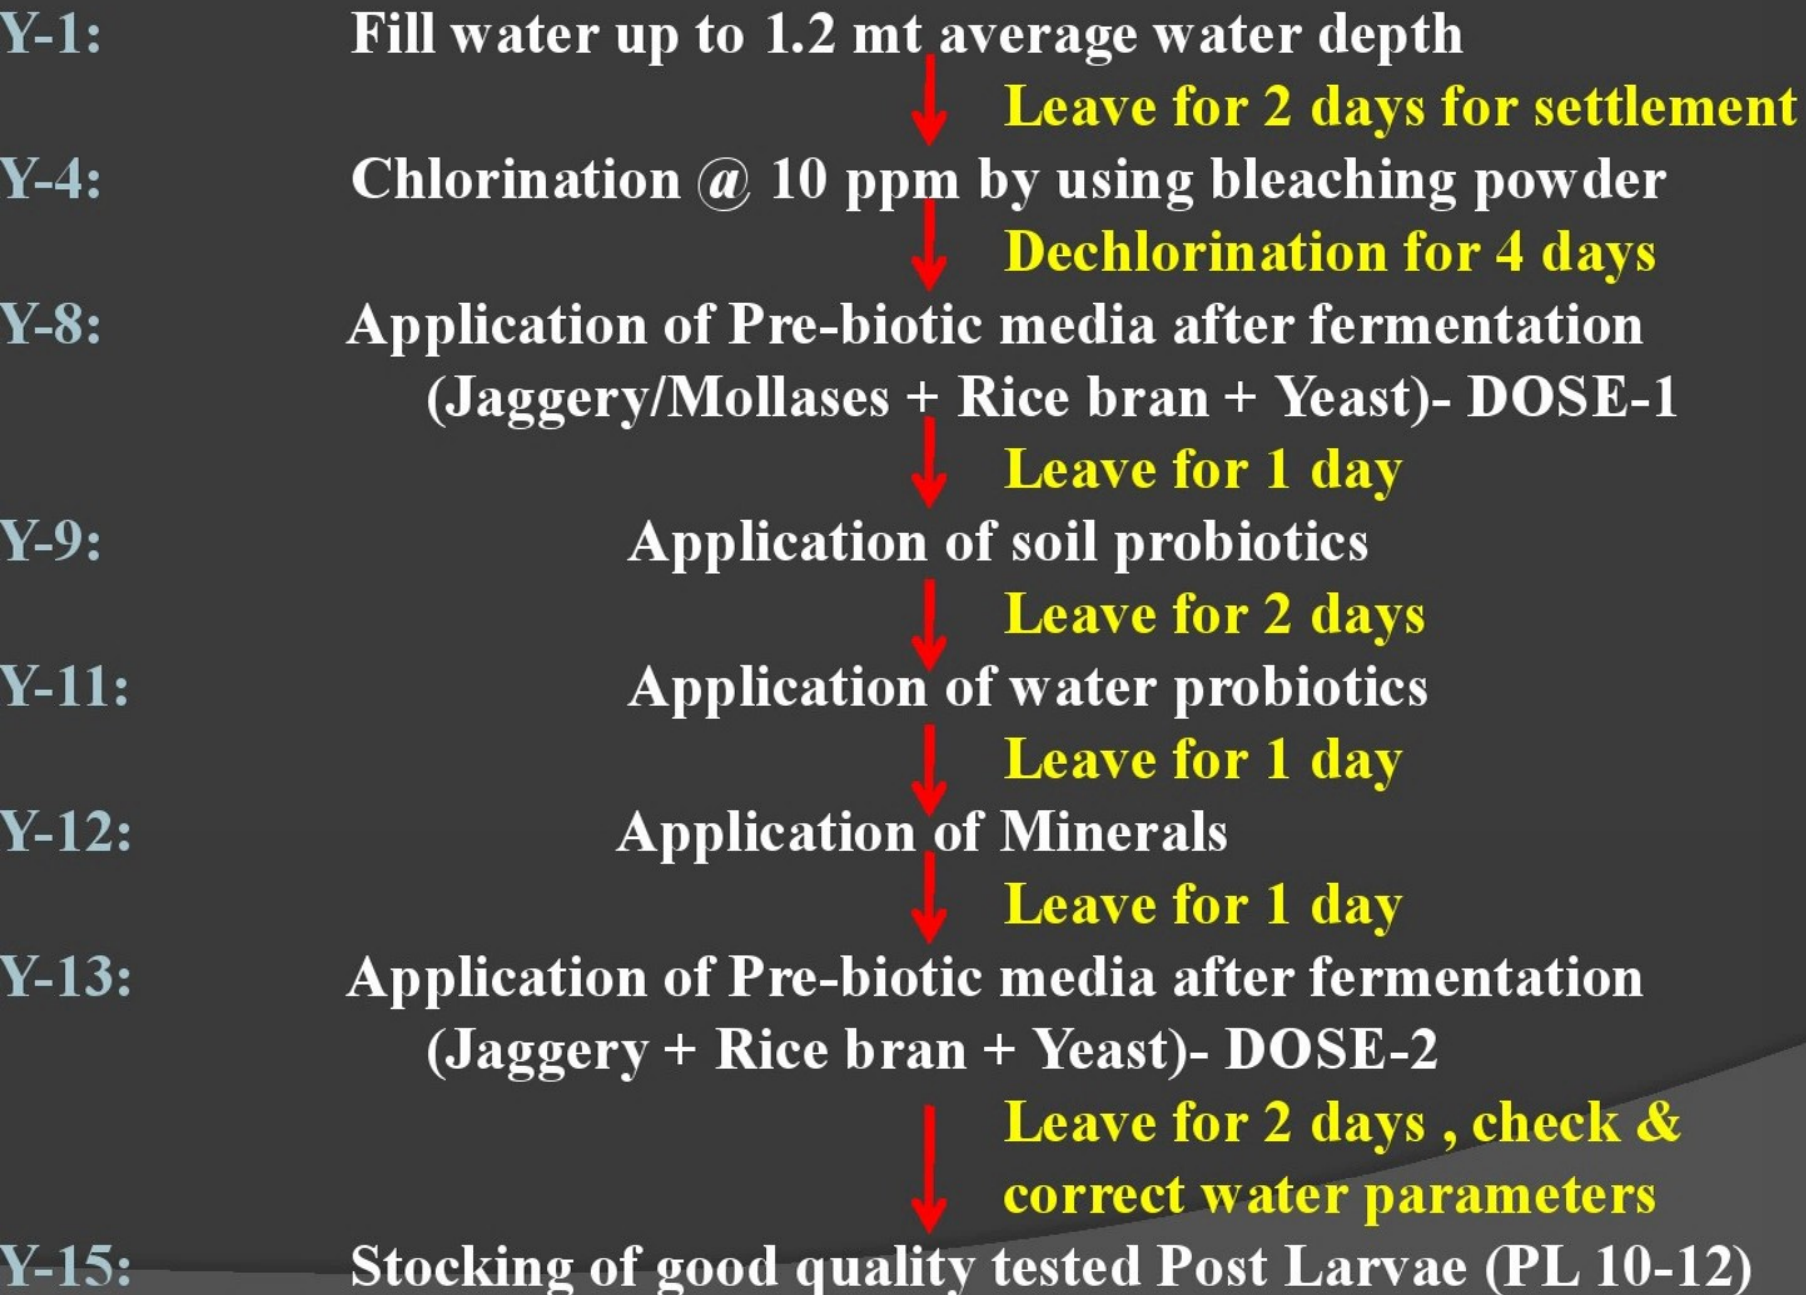 Y-1: Fill water up to 1.2 mt average water depth
Leave for 2 days for settlement
Y-4: Chlorination @ 10 ppm by using bleaching powder
Dechlorination for 4 days
Y-8: Application of Pre-biotic media after fermentation
(Jaggery/Mollases + Rice bran + Yeast)- DOSE-1
Leave for 1 day
Y-9: Application of soil probiotics
Leave for 2 days
Y-11: Application of water probiotics
Leave for 1 day
Y-12: Application of Minerals
Leave for 1 day
Y-13: Application of Pre-biotic media after fermentation
(Jaggery + Rice bran + Yeast)- DOSE-2
Leave for 2 days , check &
correct water parameters
Y-15: Stocking of good quality tested Post Larvae (PL 10-12)